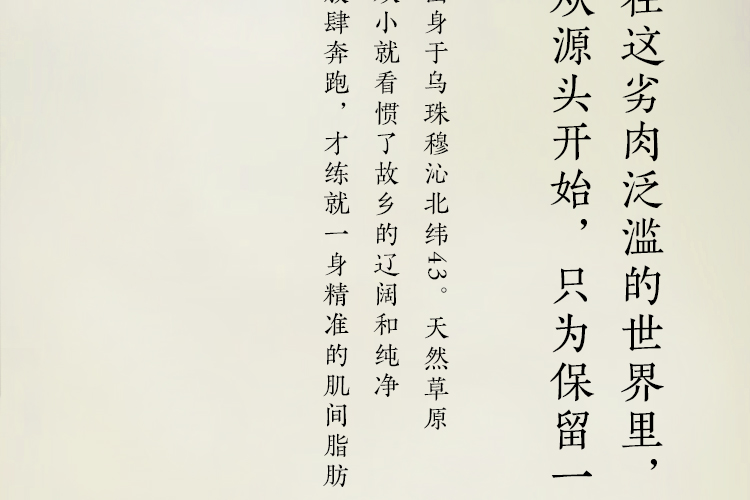 在这劣肉泛滥的世界里，
从源头开始，只为保留一
出身于乌珠穆沁北纬43。天然草原
小就看惯了故乡的辽阔和纯净
肆奔跑，才练就一身精准的肌间脂肪